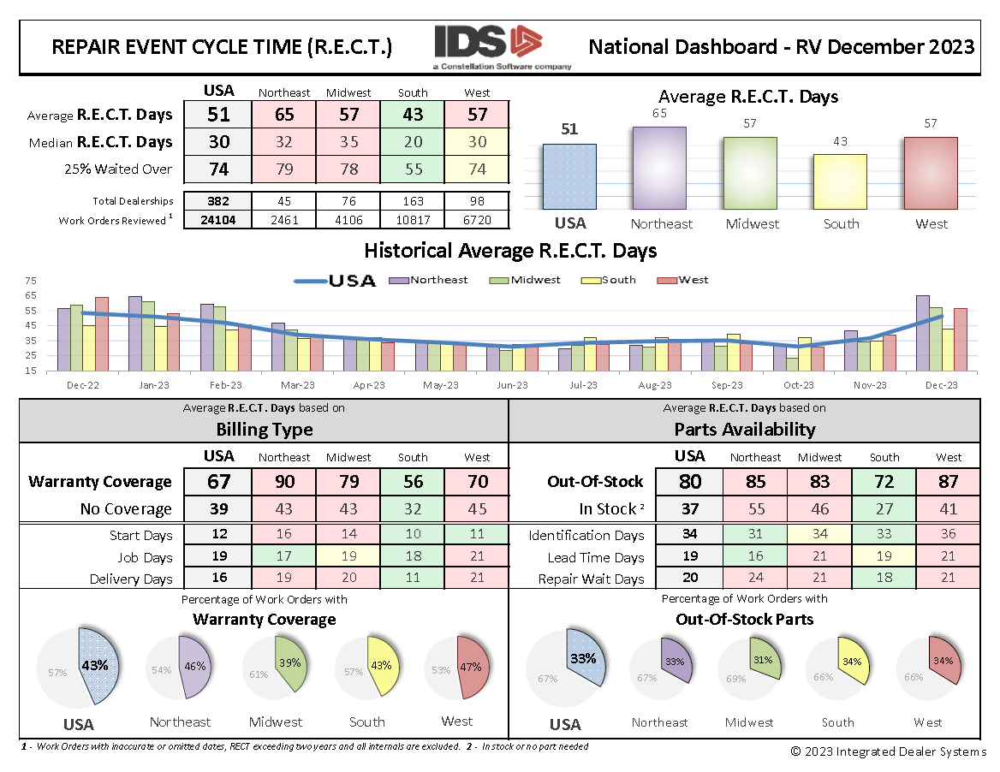 REPAIR EVENT CYCLE TIME (R.E.C.T.)
IDS
a Constellation Software company
National Dashboard - RV December 2023
USA Northeast Midwest South West
Average R.E.C.T. Days 51 65 57 43 57
Median R.E.C.T. Days 30 32 35 20 30
25% Waited Over 74 79 78 55 74
Total Dealerships 382 45 76 163 98
Work Orders Reviewed 1 24104 2461 4106 10817 6720
Average R.E.C.T. Days
51 65 57 43 57
USA Northeast Midwest South West
Historical Average R.E.C.T. Days
USA Northeast Midwest South West
75
65
55
45
35
25
15
Dec-22 Jan-23 Feb-23 Mar-23 Apr-23 May-23 Jun-23 Jul-23 Aug-23 Sep-23 Oct-23 Nov-23 Dec-23
Average R.E.C.T. Days based on
Billing Type
USA Northeast Midwest South West
Warranty Coverage 67 90 79 56 70
No Coverage 39 43 43 32 45
Start Days 12 16 14 10 11
Job Days 19 17 19 18 21
Delivery Days 16 19 20 11 21
Percentage of Work Orders with
Warranty Coverage
57% 43% 54% 46% 61% 39% 57% 43% 53% 47%
USA Northeast Midwest South West
Average R.E.C.T. Days based on
Parts Availability
USA Northeast Midwest South West
Out-Of-Stock 80 85 83 72 87
In Stock 2 37 55 46 27 41
Identification Days 34 31 34 33 36
Lead Time Days 19 16 21 19 21
Repair Wait Days 20 24 21 18 21
Percentage of Work Orders with
Out-Of-Stock Parts
67% 33% 67% 33% 69% 31% 66% 34% 66% 34%
USA Northeast Midwest South West
1 - Work Orders with inaccurate or omitted dates, RECT exceeding two years and all internals are excluded. 2 - In stock or no part needed
© 2023 Integrated Dealer Systems